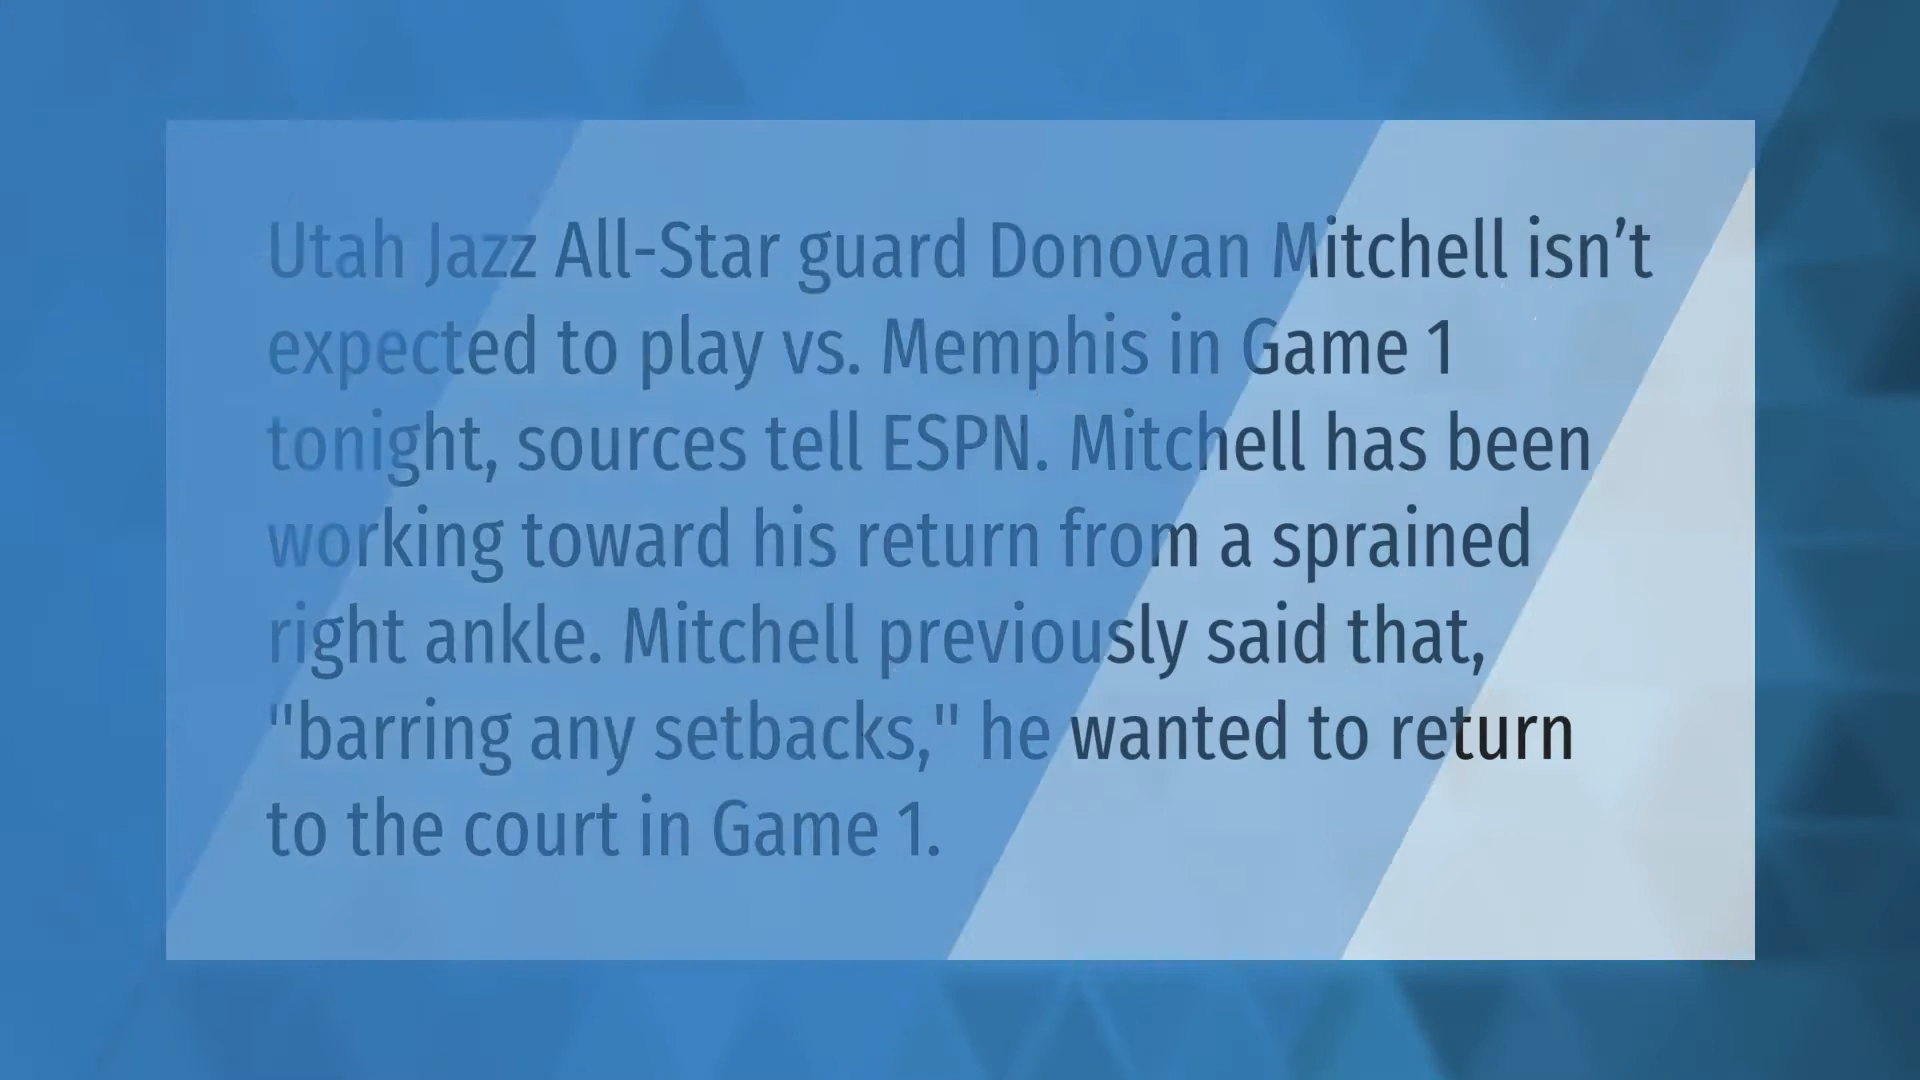 Utah Jazz All-Star guard Donovan Mitchell isn’t
expected to play vs. Memphis in Game 1
tonight, sources tell ESPN. Mitchell has been
working toward his return from a sprained
right ankle. Mitchell previously said that,
"barring any setbacks," he wanted to return
to the court in Game 1.